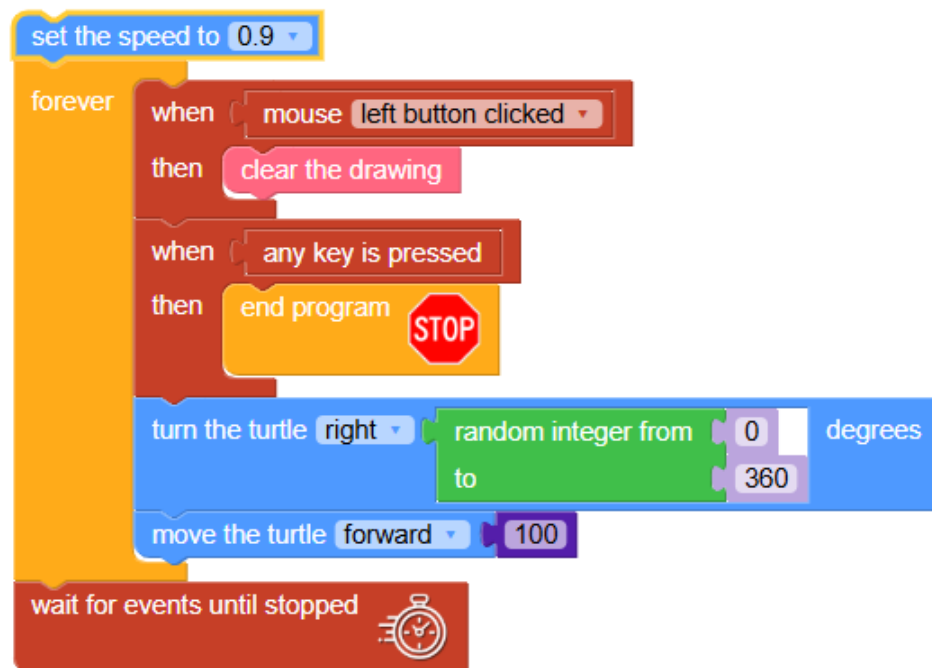 set the speed to 0.9
forever
when mouse left button clicked
then clear the drawing
when any key is pressed
then end program STOP
turn the turtle right random integer from 0 degrees
to 360
move the turtle forward 100
wait for events until stopped